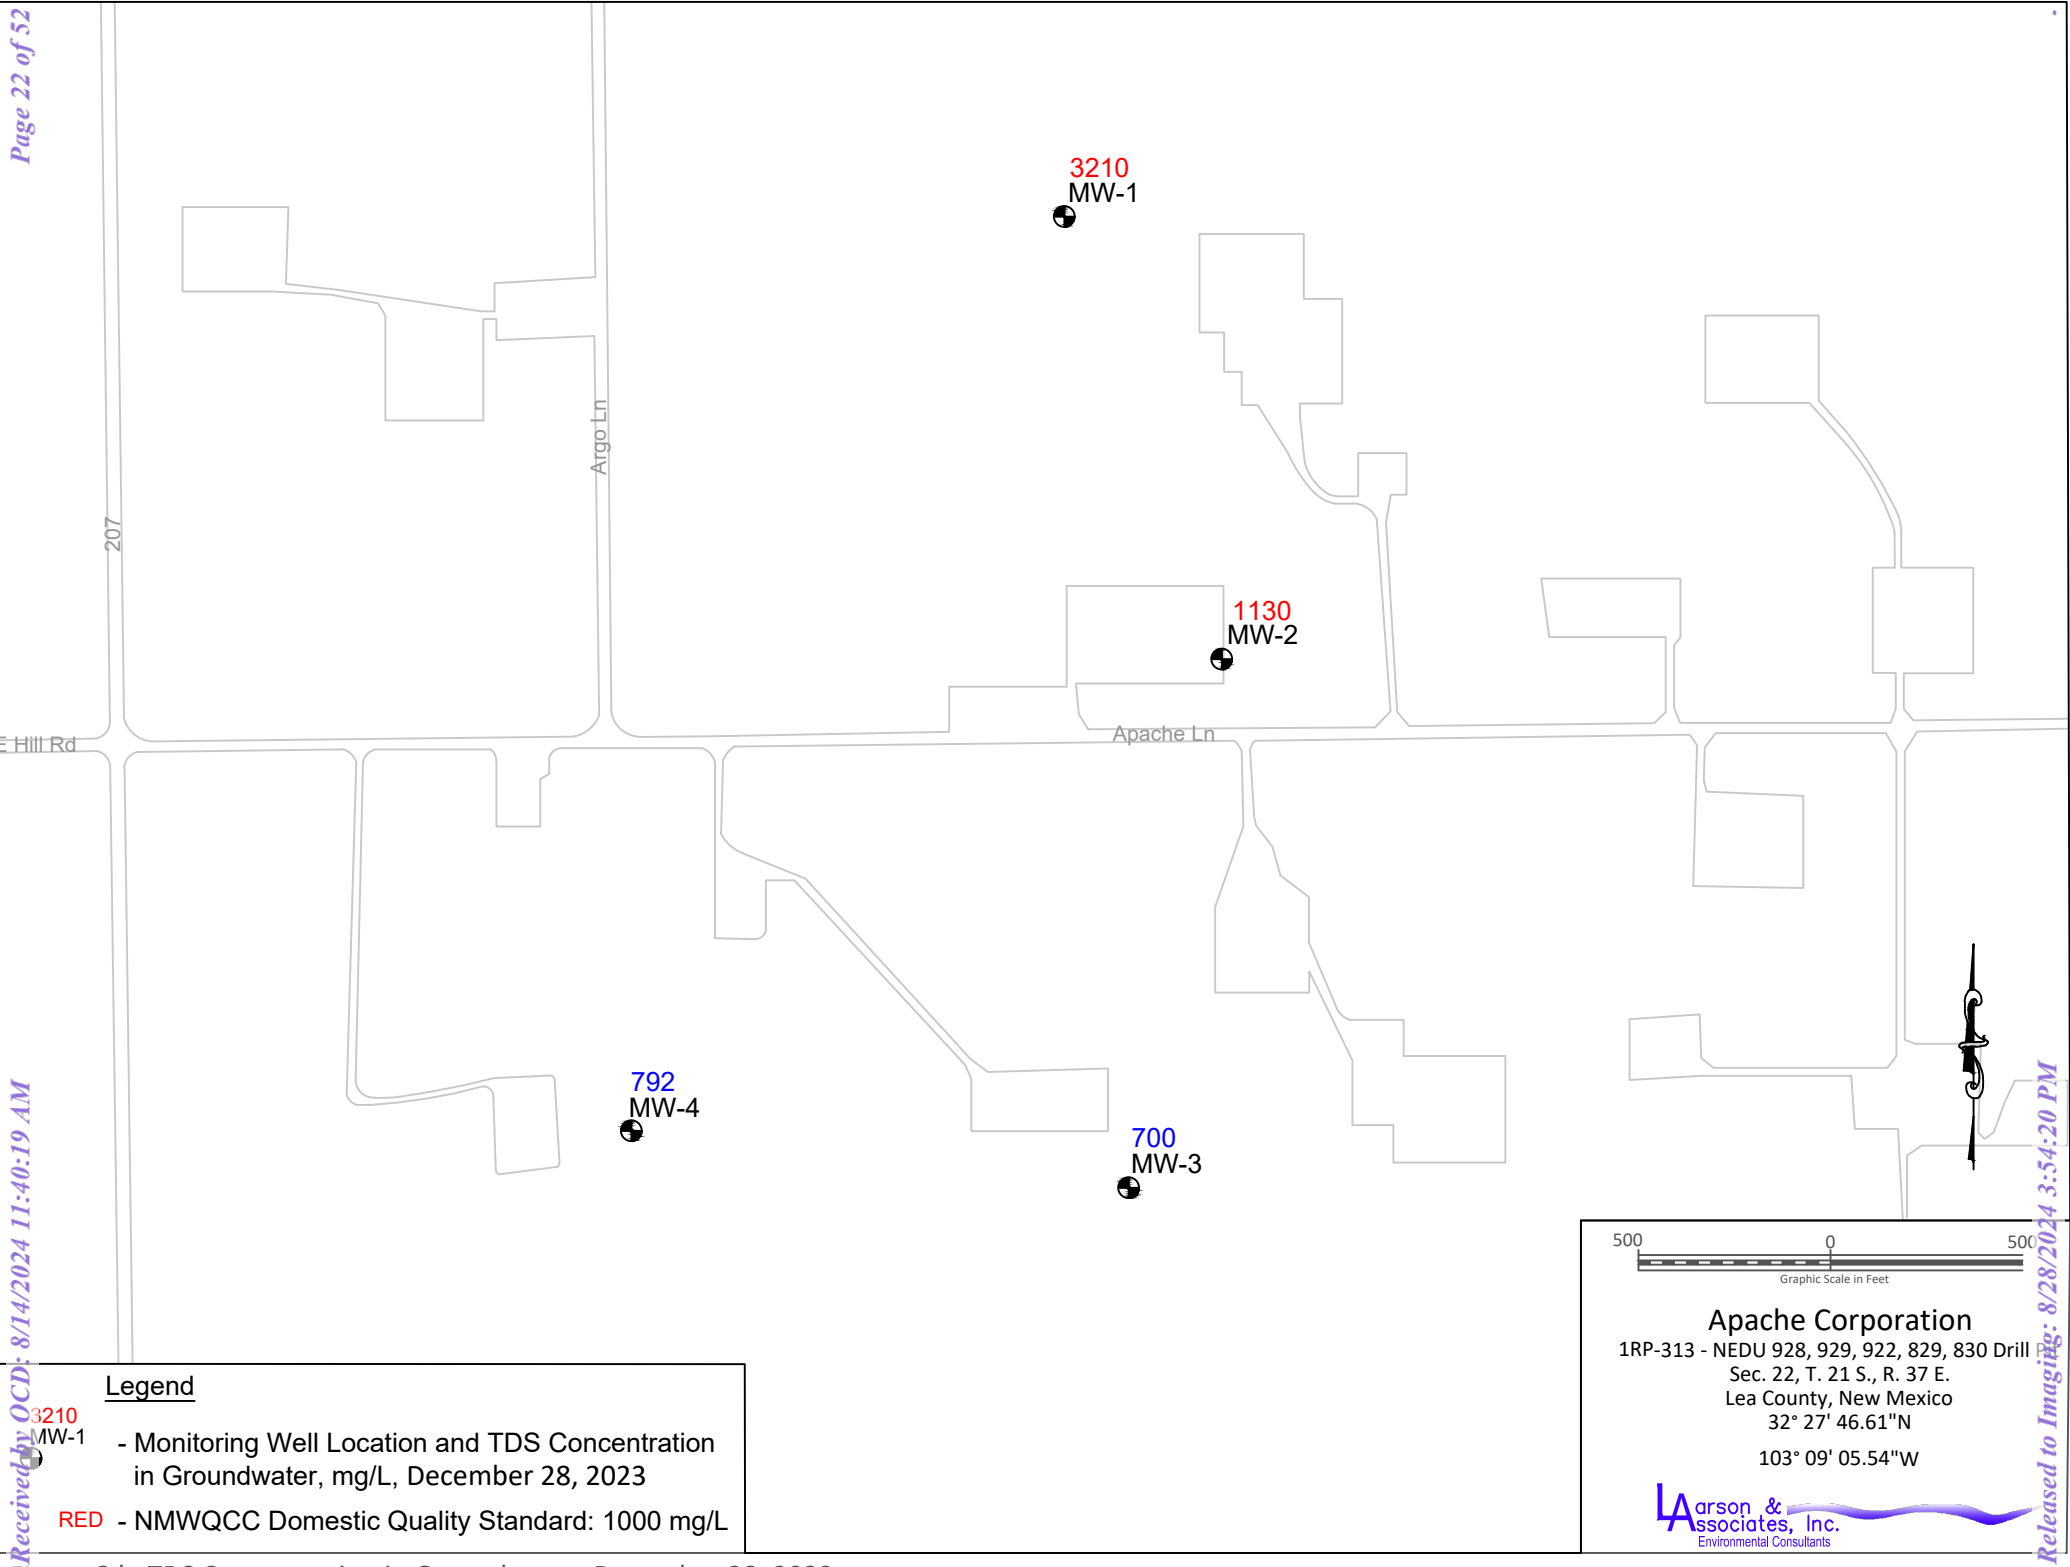 Page 22 of 52
3210
MW-1
Argo Ln
207
1130
MW-2
E Hill Rd
Apache Ln
792
MW-4
700
MW-3
Received by OCD: 8/14/2024 11:40:19 AM
Released to Imaging: 8/28/2024 3:54:20 PM
500 0 500
Graphic Scale in Feet
Apache Corporation
1RP-313 - NEDU 928, 929, 922, 829, 830 Drill
Sec. 22, T. 21 S., R. 37 E.
Lea County, New Mexico
32° 27' 46.61"N
103° 09' 05.54"W
Larson &
Associates, Inc.
Environmental Consultants
Legend
3210
MW-1
- Monitoring Well Location and TDS Concentration
in Groundwater, mg/L, December 28, 2023
RED - NMWQCC Domestic Quality Standard: 1000 mg/L